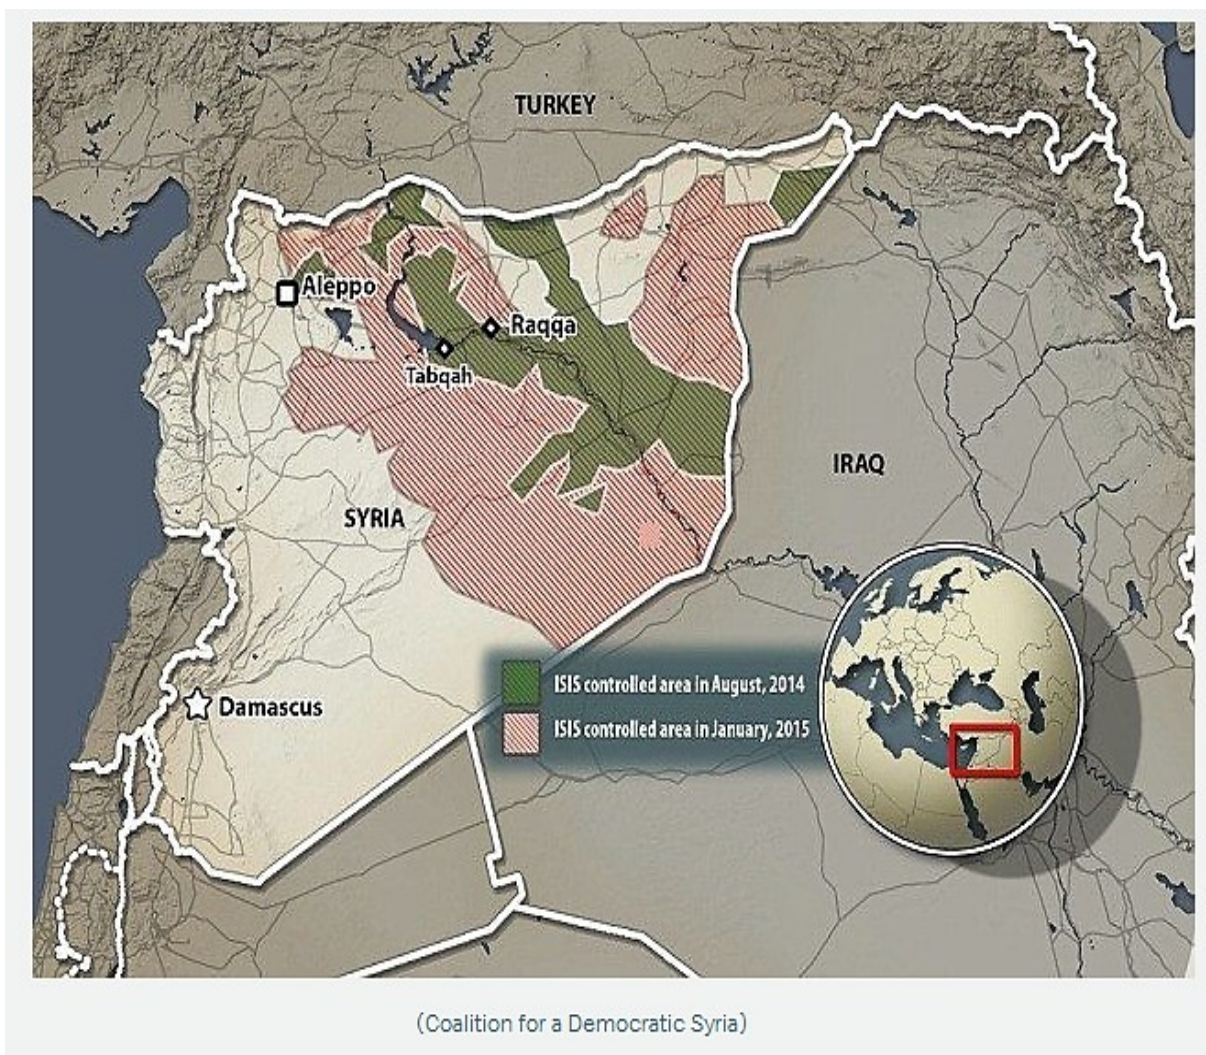 TURKEY
Aleppo
Raqqa
Tabqah
IRAQ
SYRIA
ISIS controlled area in August, 2014
Damascus
ISIS controlled area in January, 2015
(Coalition for a Democratic Syria)